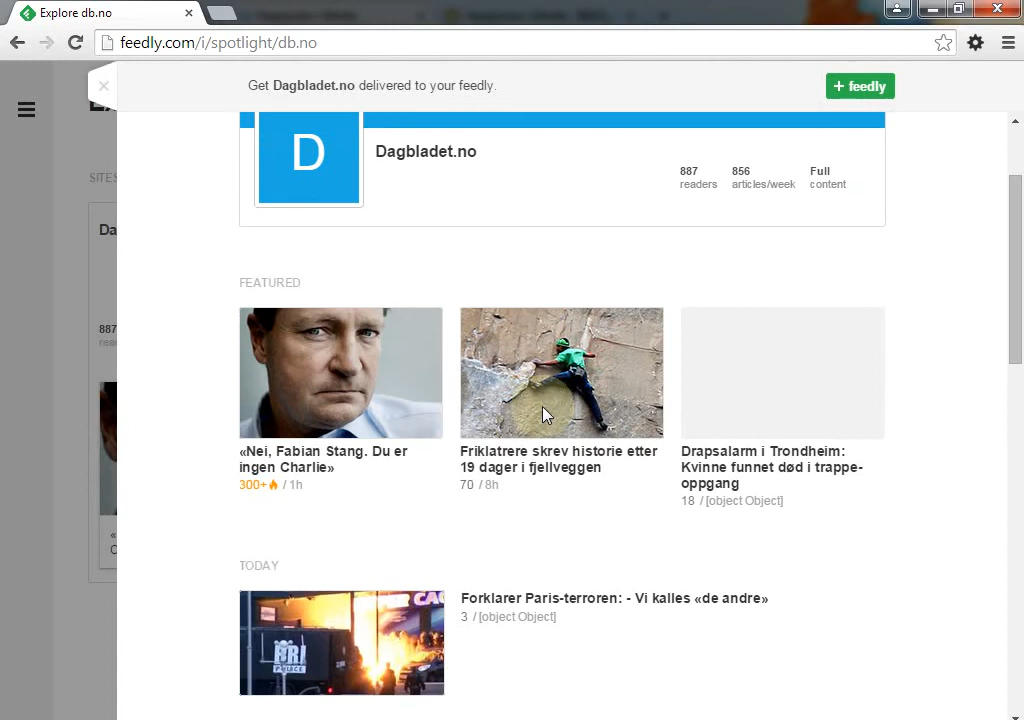 Explore db.no
feedly.com/i/spotlight/db.no
Get Dagbladet.no delivered to your feedly.
+ feedly
SITES
Da
887
D
Dagbladet.no
887 856 Full
readers articles/week content
FEATURED
«Nei, Fabian Stang. Du er
ingen Charlie»
300+ / 1h
Friklatrere skrev historie etter
19 dager i fjellveggen
70 / 8h
Drapsalarm i Trondheim:
Kvinne funnet død i trappe-
oppgang
18 / [object Object]
TODAY
BRI
POLICE
Forklarer Paris-terroren: - Vi kalles «de andre»
3 / [object Object]